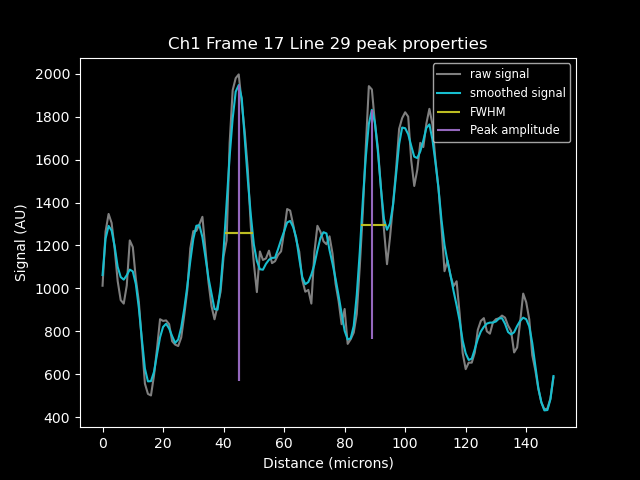 Ch1 Frame 17 Line 29 peak properties
raw signal
smoothed signal
FWHM
Peak amplitude
Signal (AU)
2000
1800
1600
1400
1200
1000
800
600
400
0 20 40 60 80 100 120 140
Distance (microns)